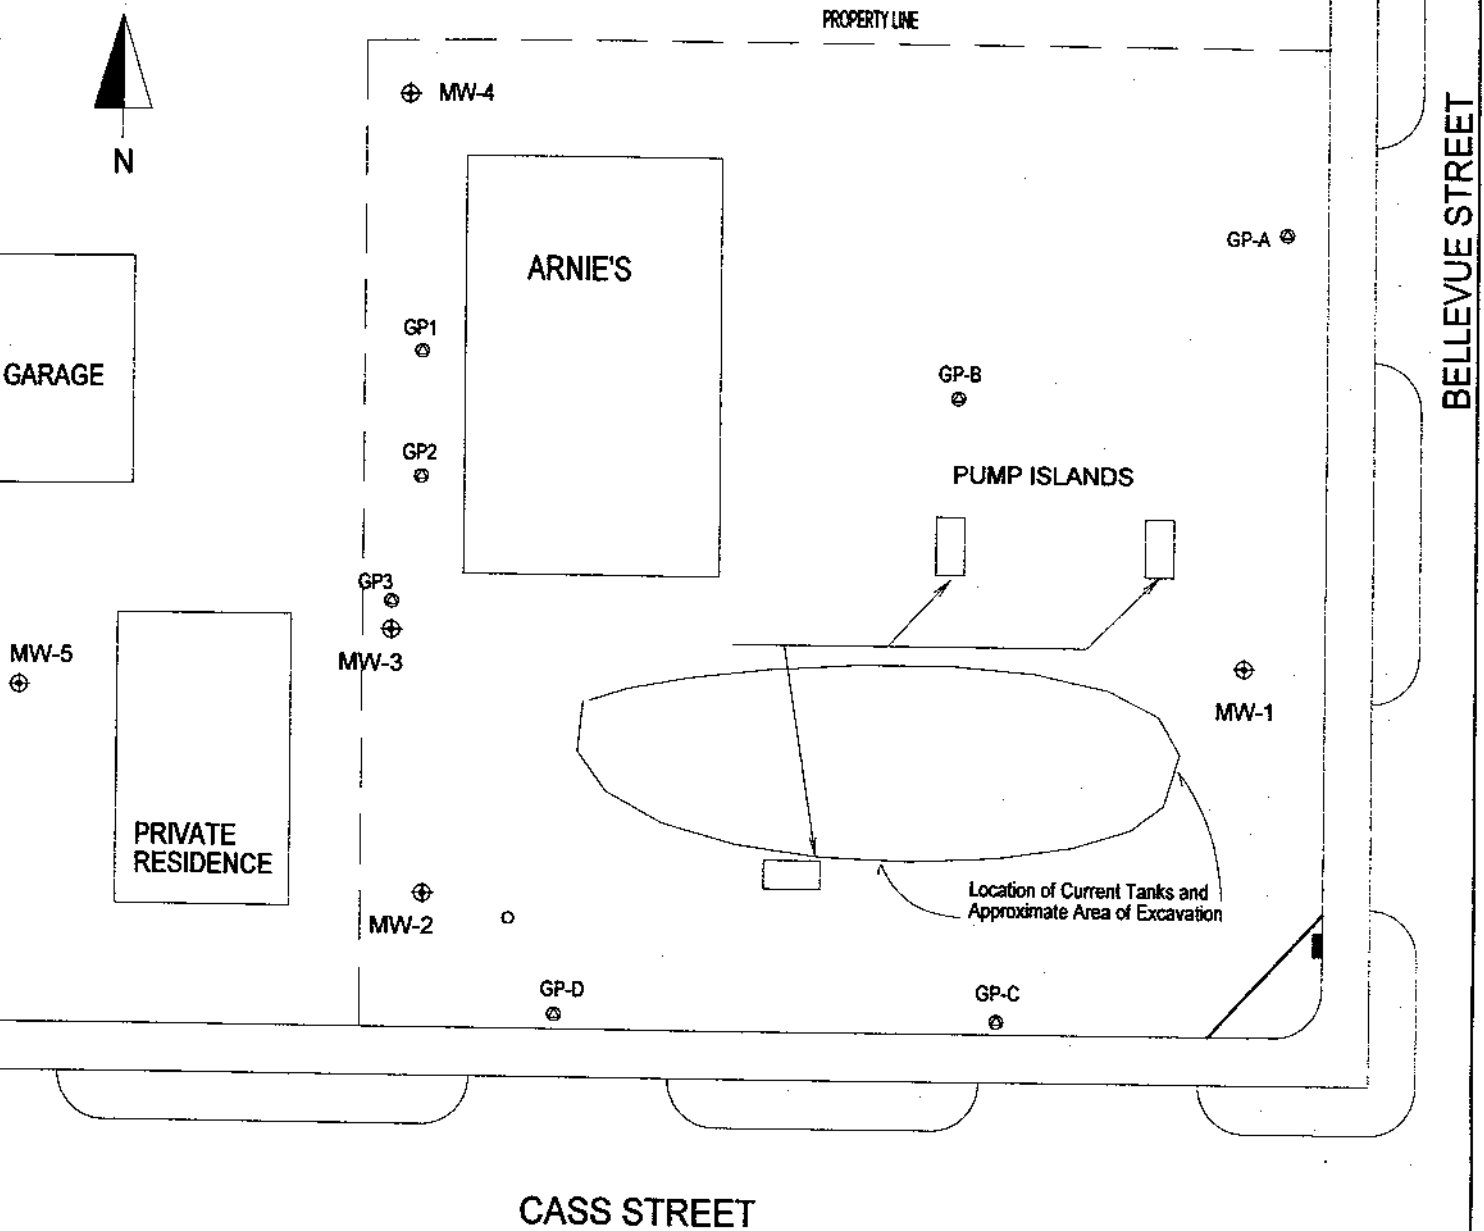 PROPERTY LINE
MW-4
N
BELLEVUE STREET
GP-A
ARNIE'S
GP1
GARAGE
GP-B
GP2
PUMP ISLANDS
GP3
MW-5
MW-3
MW-1
PRIVATE
RESIDENCE
Location of Current Tanks and
Approximate Area of Excavation
MW-2
GP-D
GP-C
CASS STREET